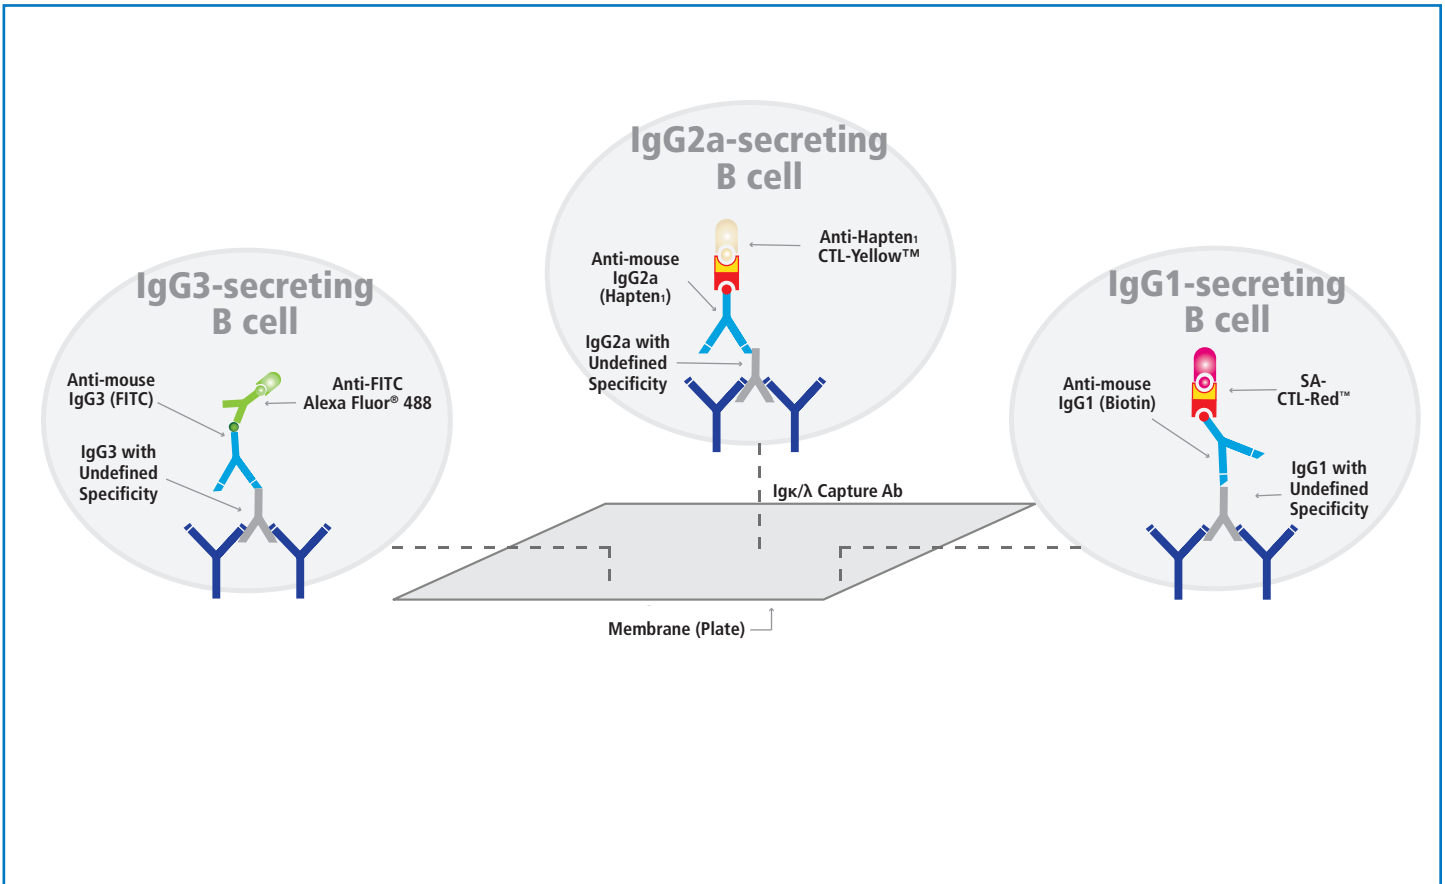 IgG2a-secreting
B cell
Anti-Hapten₁
CTL-Yellow™
Anti-mouse
IgG2a
(Hapten₁)
IgG2a with
Undefined
Specificity
IgG3-secreting
B cell
Anti-mouse
IgG3 (FITC)
Anti-FITC
Alexa Fluor® 488
IgG3 with
Undefined
Specificity
IgG1-secreting
B cell
Anti-mouse
IgG1 (Biotin)
SA-
CTL-Red™
IgG1 with
Undefined
Specificity
Igκ/λ Capture Ab
Membrane (Plate)